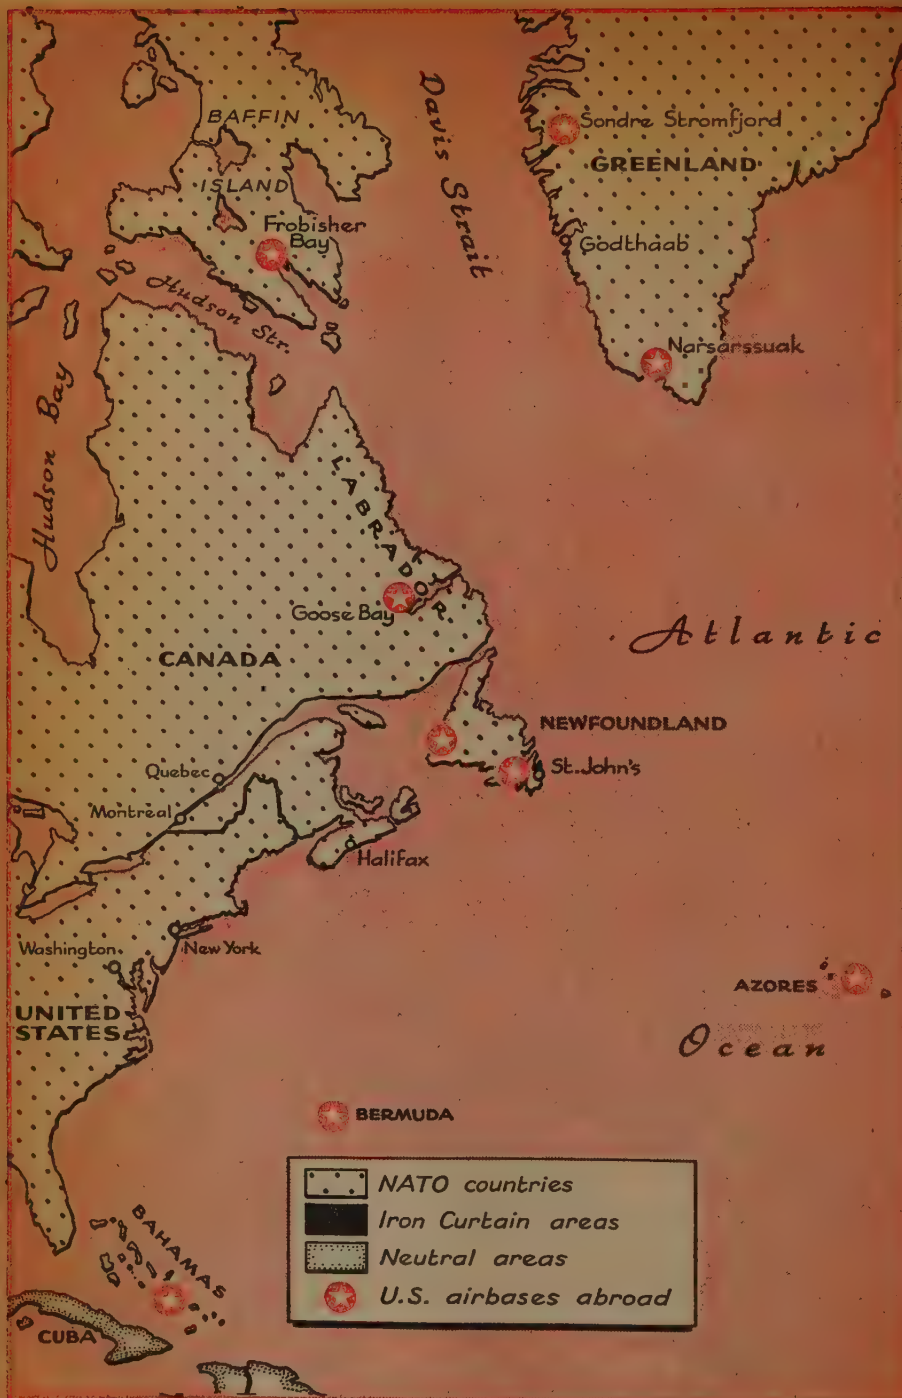 BAFFIN
ISLAND
Frobisher
Bay
Davis Strait
Sondre Stromfjord
GREENLAND
Godthaab
Narsarssuak
Hudson Str.
Hudson Bay
LABRADOR
Goose Bay
CANADA
Atlantic
NEWFOUNDLAND
St. John's
Quebec
Montreal
Halifax
Washington
New York
UNITED
STATES
AZORES
Ocean
BERMUDA
BAHAMAS
CUBA
NATO countries
Iron Curtain areas
Neutral areas
U.S. airbases abroad